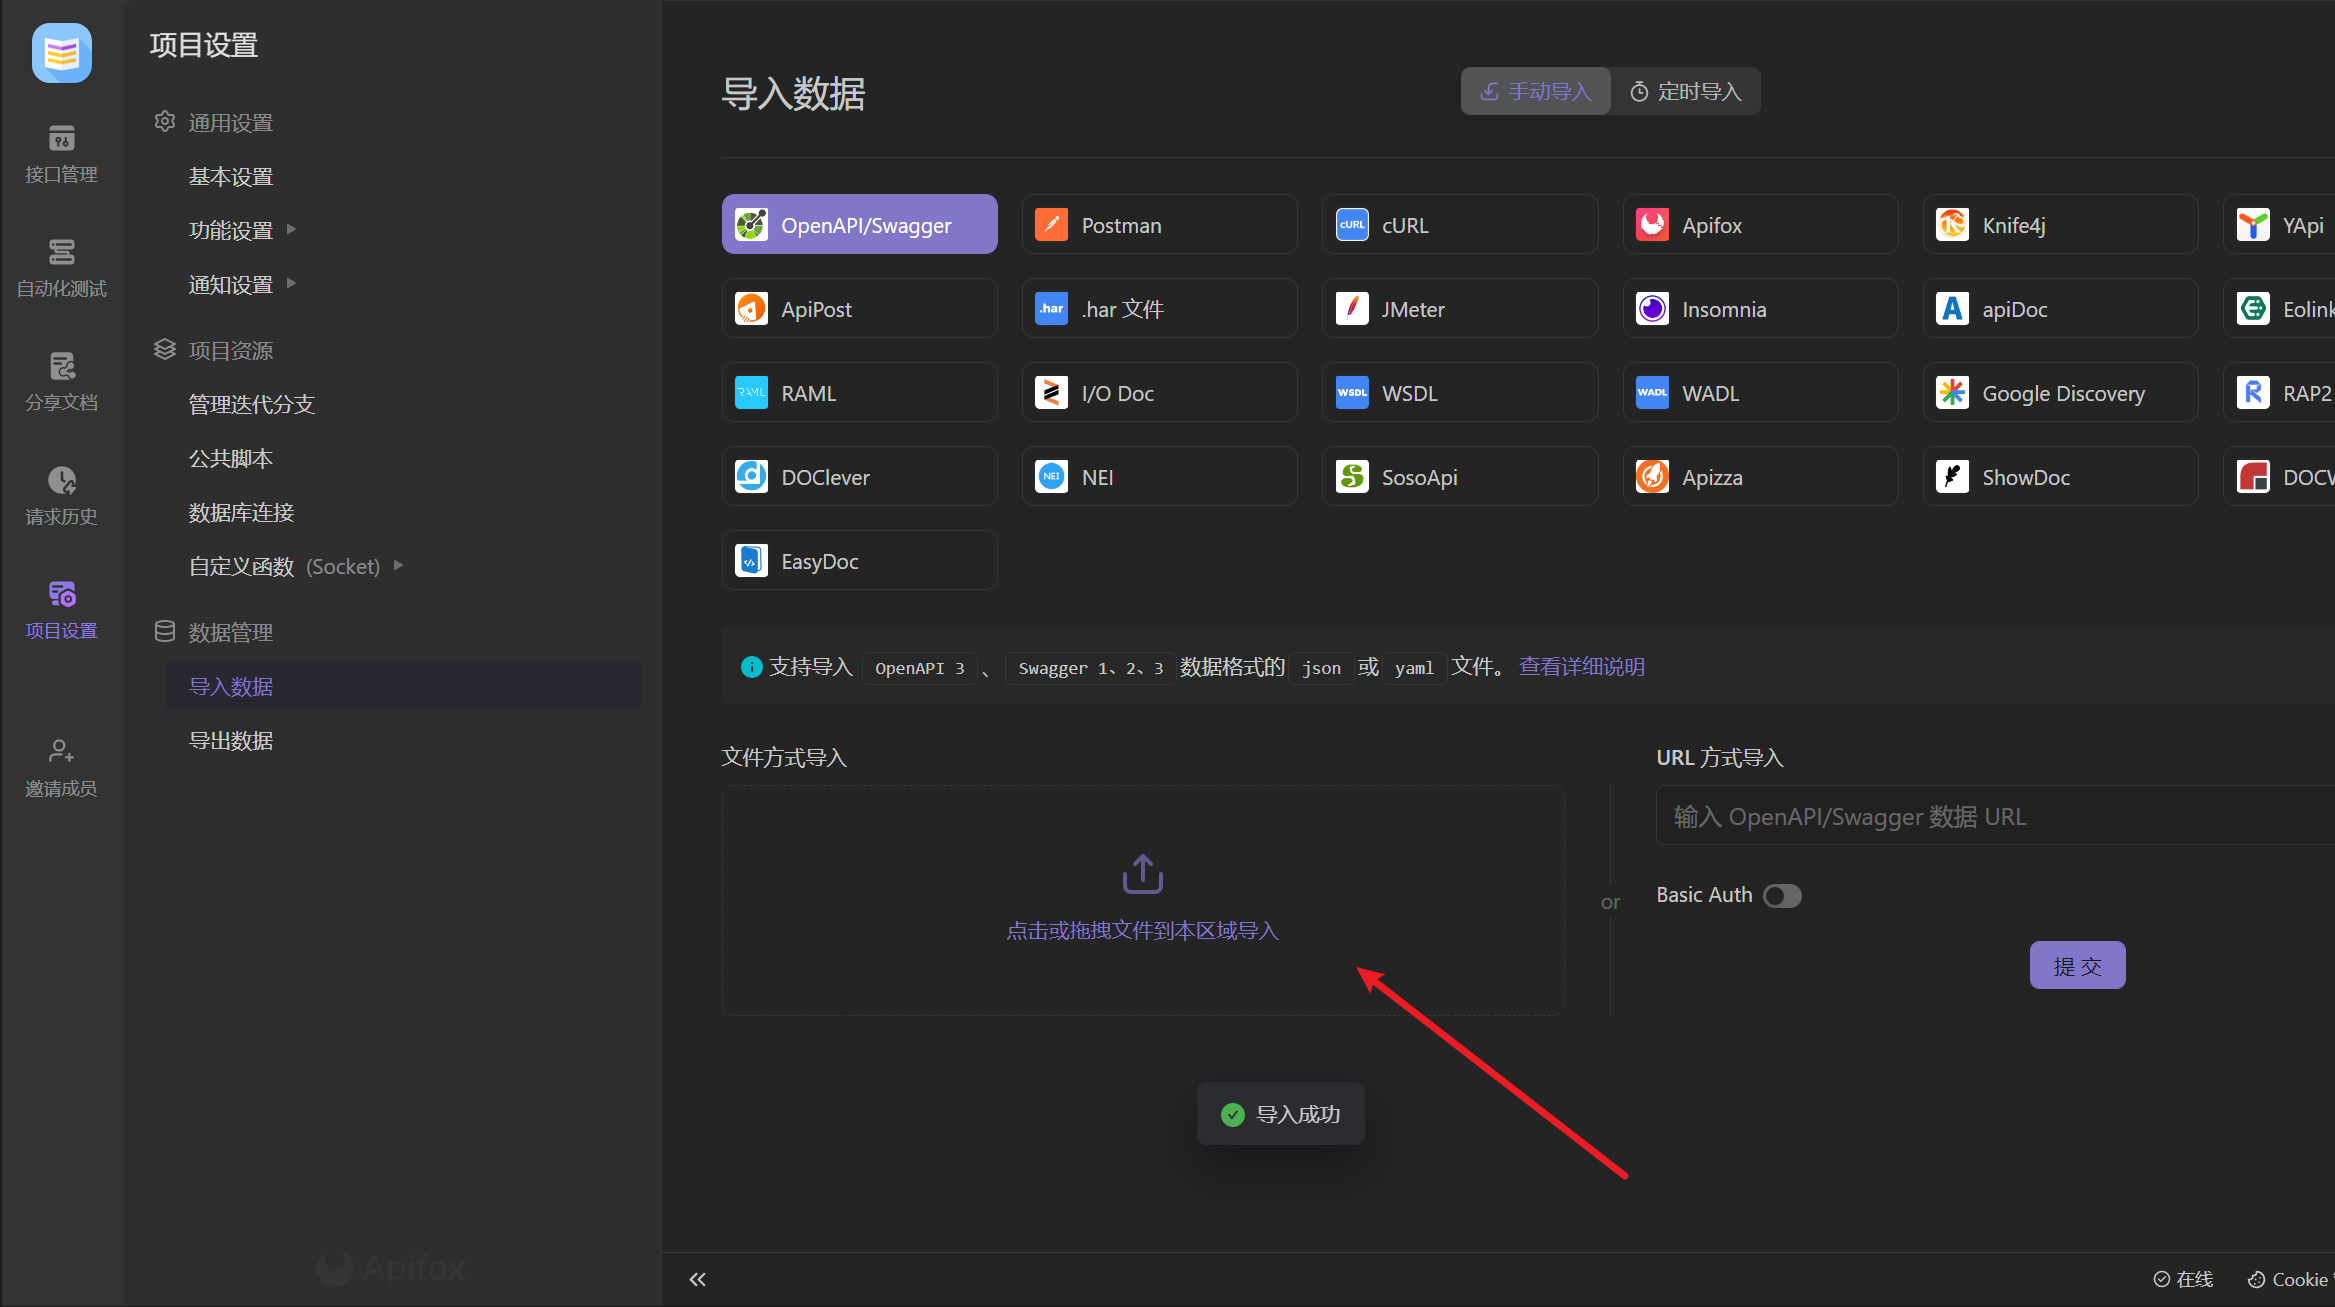 项目设置
接口管理
自动化测试
分享文档
请求历史
项目设置
邀请成员
通用设置
基本设置
功能设置
通知设置
项目资源
管理迭代分支
公共脚本
数据库连接
自定义函数 (Socket)
数据管理
导入数据
导出数据
Apifox
导入数据
手动导入 定时导入
OpenAPI/Swagger Postman cURL cURL Apifox Knife4j YApi
ApiPost .har .har 文件 JMeter Insomnia apiDoc Eolink
RAML RAML I/O Doc WSDL WSDL WADL WADL Google Discovery RAP2
DOClever NEI NEI SosoApi Apizza ShowDoc DOCW
EasyDoc
支持导入 OpenAPI 3 、 Swagger 1、2、3 数据格式的 json 或 yaml 文件。 查看详细说明
文件方式导入
点击或拖拽文件到本区域导入
or
URL 方式导入
输入 OpenAPI/Swagger 数据 URL
Basic Auth
提 交
导入成功
在线 Cookie